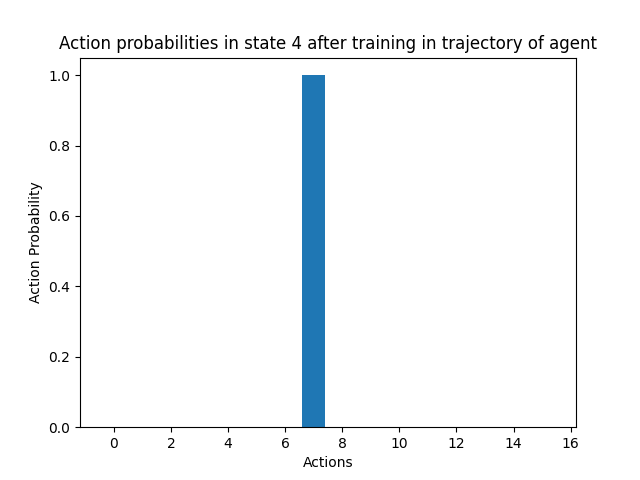 Action probabilities in state 4 after training in trajectory of agent
1.0
0.8
0.6
0.4
0.2
0.0
Action Probability
0 2 4 6 8 10 12 14 16
Actions